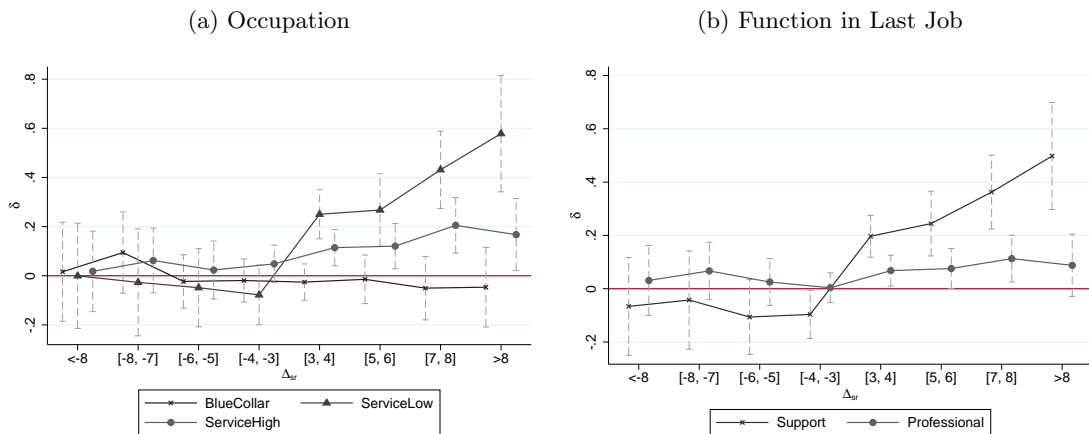 (a) Occupation
.8
.6
.4
.2
0
-.2
δ
<-8 [-8, -7] [-6, -5] [-4, -3] [3, 4] [5, 6] [7, 8] >8
Δsr
BlueCollar ServiceLow
ServiceHigh
(b) Function in Last Job
.8
.6
.4
.2
0
-.2
δ
<-8 [-8, -7] [-6, -5] [-4, -3] [3, 4] [5, 6] [7, 8] >8
Δsr
Support Professional